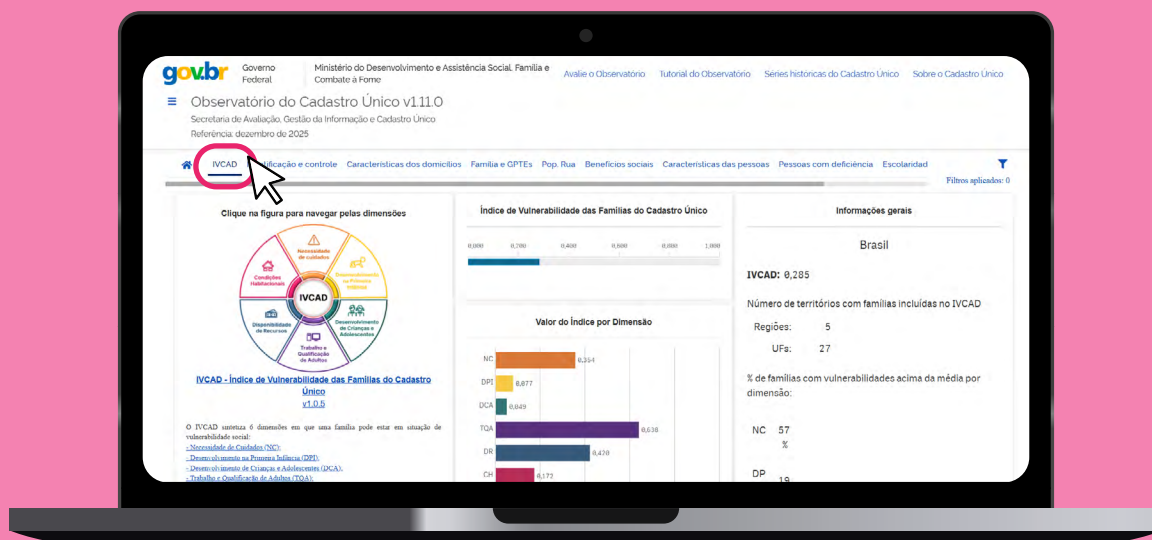 gov.br
Governo
Federal
Ministério do Desenvolvimento e Assistência Social. Família e
Combate à Fome
Avalie o Observatório
Tutorial do Observatório
Séries históricas do Cadastro Único
Sobre o Cadastro Único
Observatório do Cadastro Único v1.11.0
Secretaria de Avaliação, Gestão da Informação e Cadastro Único
Referência: dezembro de 2025
IVCAD
ificação e controle
Características dos domicílios
Família e GPTEs
Pop. Rua
Benefícios sociais
Características das pessoas
Pessoas com deficiência
Escolaridad
Filtros aplicados: 0
Clique na figura para navegar pelas dimensões
Necessidade
de cuidados
Desenvolvimento
na Primeira
Infância
Desenvolvimento
de Crianças e
Adolescentes
Trabalho e
Qualificação
de Adultos
Disponibilidade
de Recursos
Condições
Habitacionais
IVCAD
IVCAD - Índice de Vulnerabilidade das Famílias do Cadastro
Único
v1.0.5
O IVCAD sintetiza 6 dimensões em que uma família pode estar em situação de
vulnerabilidade social:
- Necessidade de Cuidados (NC);
- Desenvolvimento na Primeira Infância (DPI);
- Desenvolvimento de Crianças e Adolescentes (DCA);
- Trabalho e Qualificação de Adultos (TQA);
Índice de Vulnerabilidade das Famílias do Cadastro Único
0,000 0,200 0,400 0,600 0,800 1,000
Valor do Índice por Dimensão
NC 0,354
DPI 0,077
DCA 0,049
TQA 0,638
DR 0,420
CH 0,172
Informações gerais
Brasil
IVCAD: 0,285
Número de territórios com famílias incluídas no IVCAD
Regiões: 5
UFs: 27
% de famílias com vulnerabilidades acima da média por
dimensão:
NC 57
%
DP 19